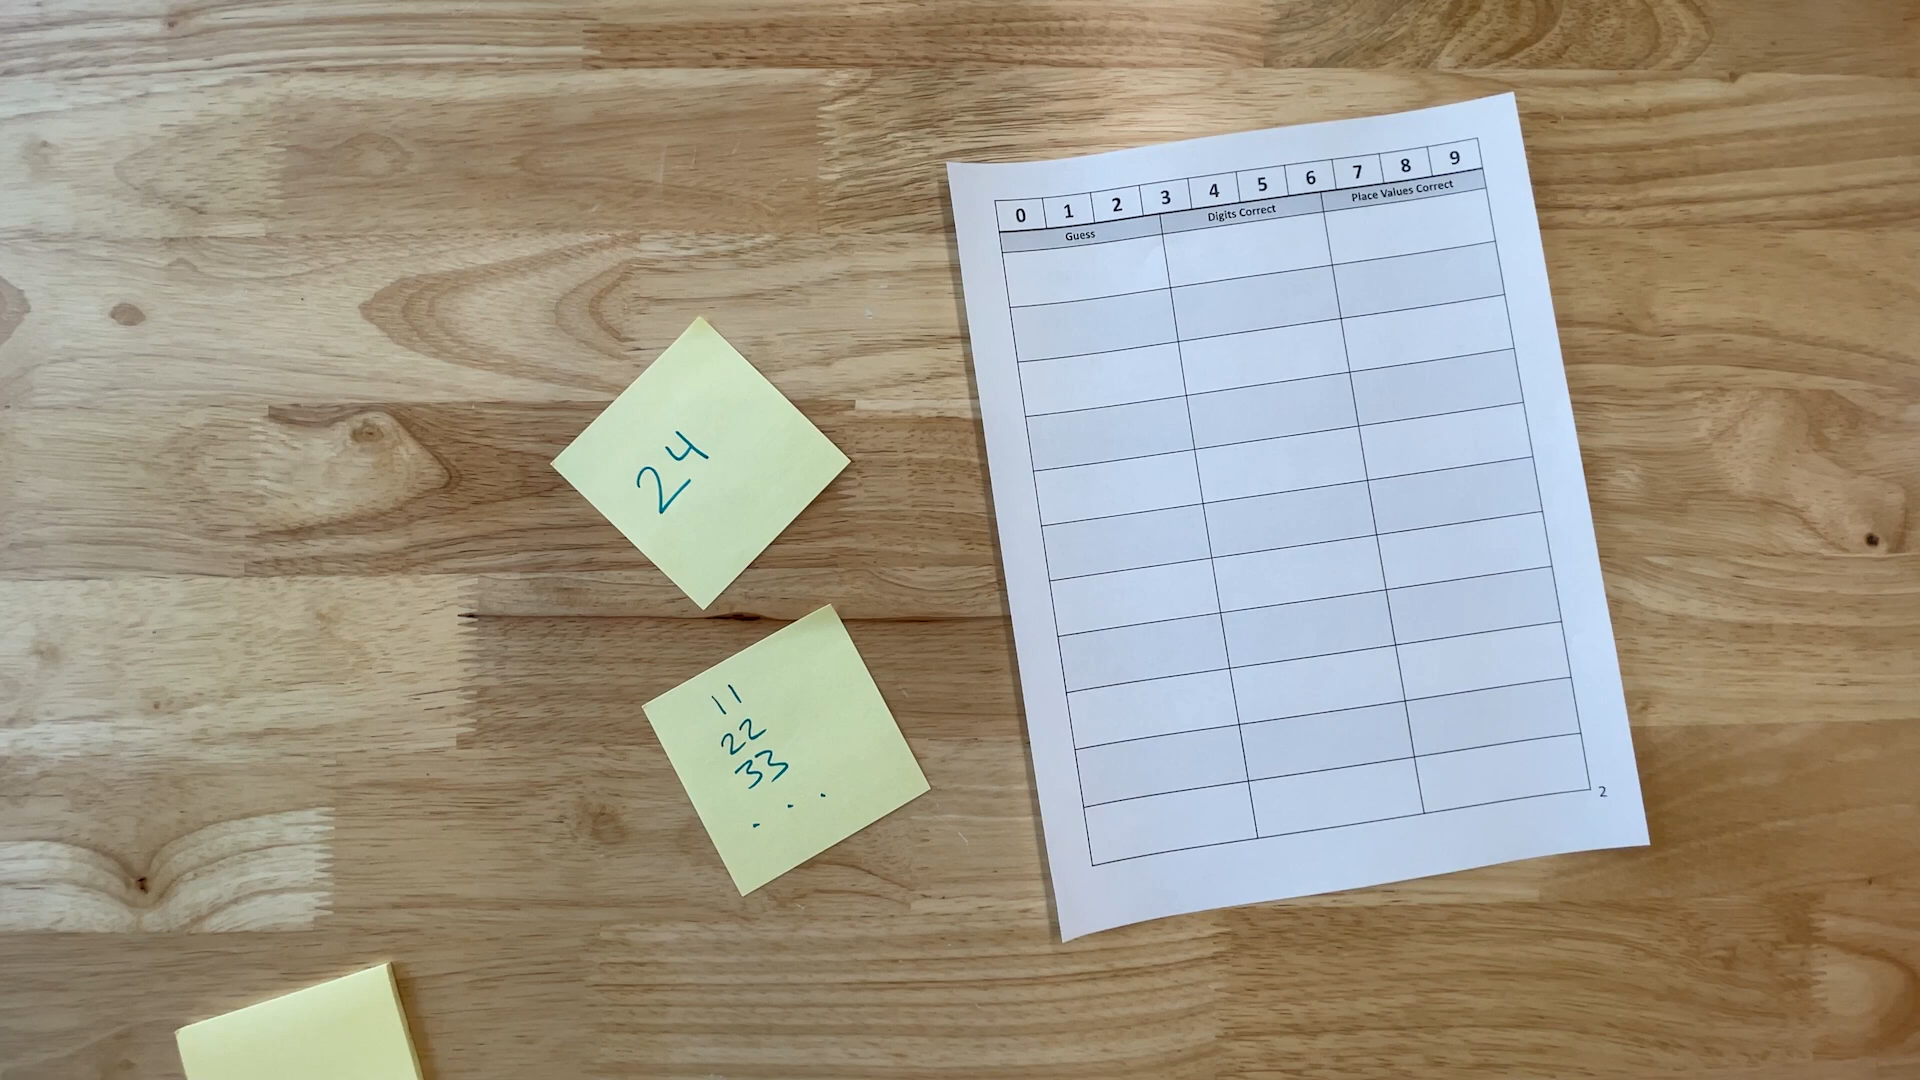 24
11
22
33
. . .
0 1 2 3 4 5 6 7 8 9
Guess Digits Correct Place Values Correct
2